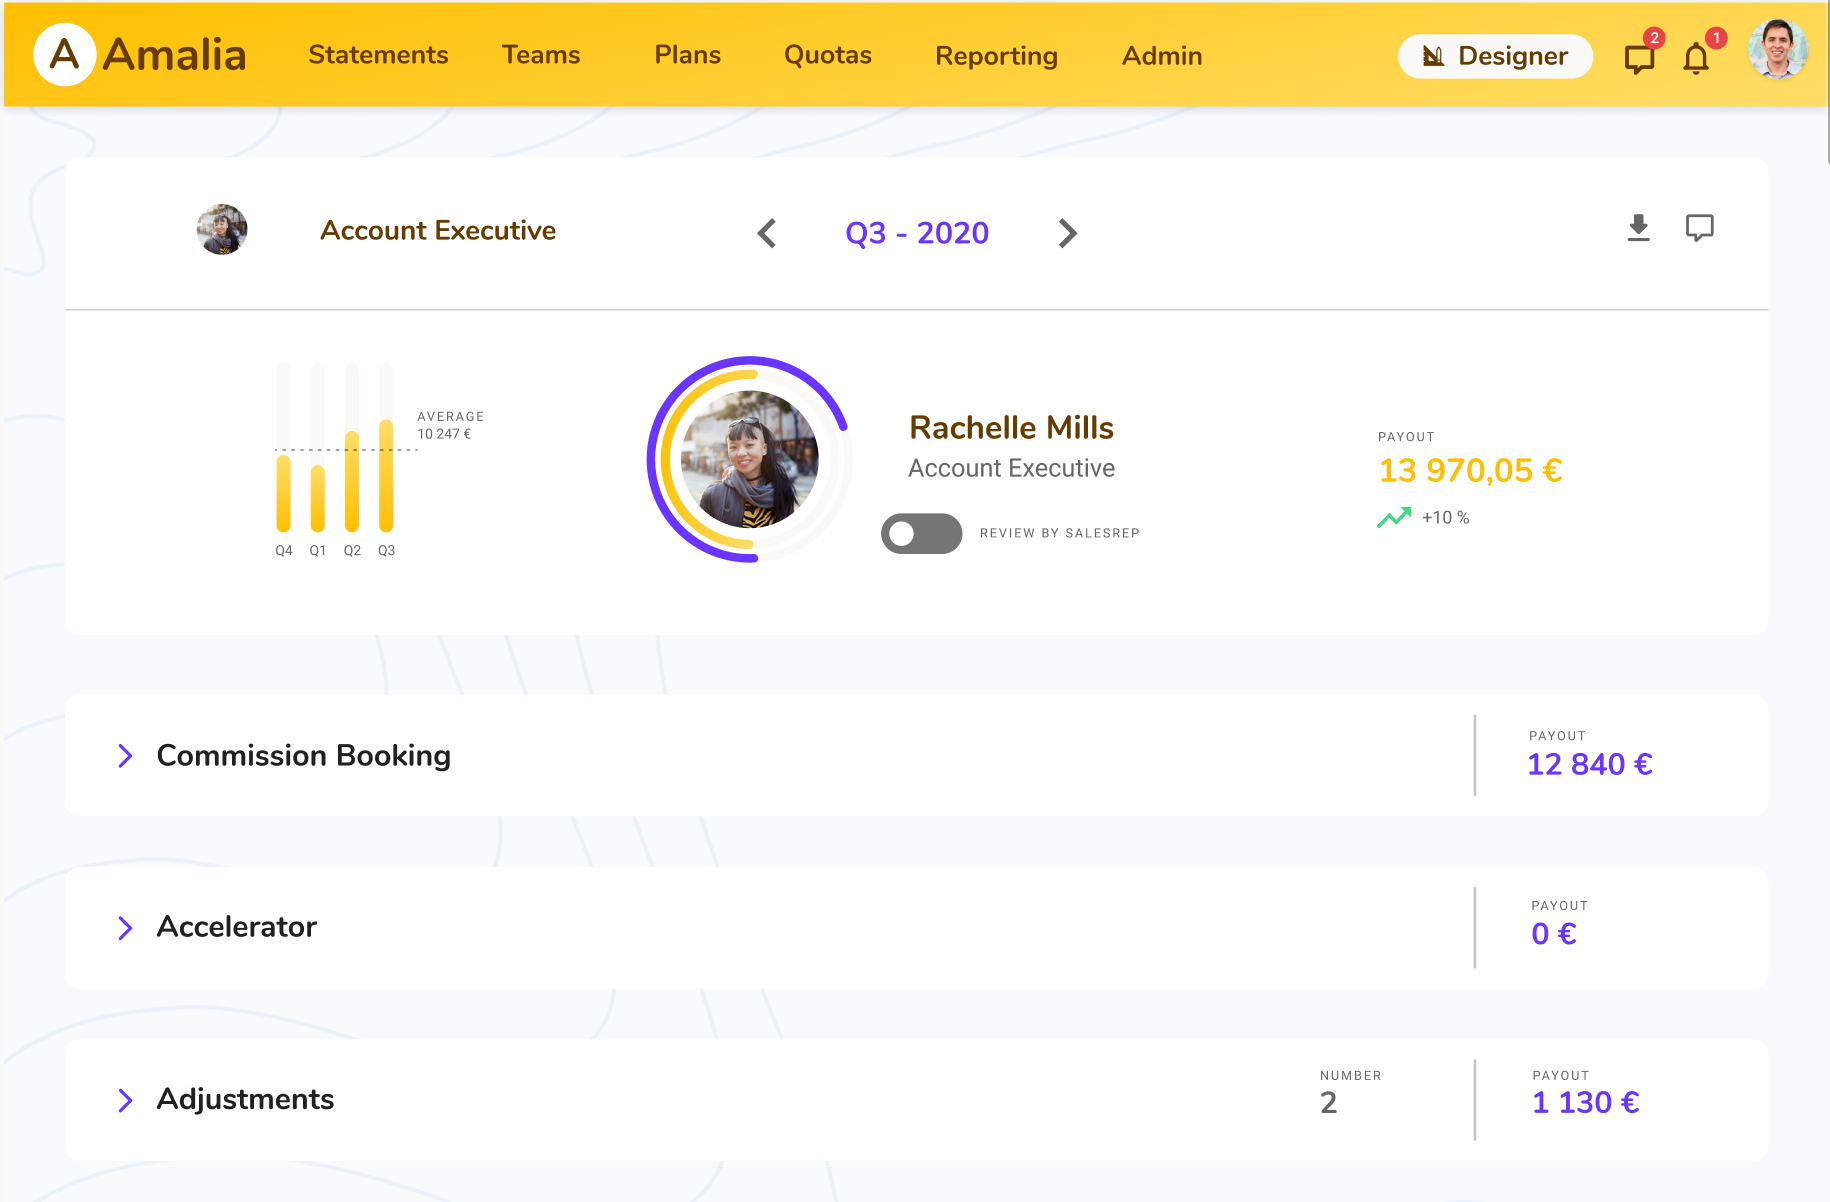 A Amalia Statements Teams Plans Quotas Reporting Admin Designer 2 1
Account Executive Q3 - 2020
AVERAGE
10 247 €
Q4 Q1 Q2 Q3
Rachelle Mills
Account Executive
REVIEW BY SALESREP
PAYOUT
13 970,05 €
+10 %
Commission Booking
PAYOUT
12 840 €
Accelerator
PAYOUT
0 €
Adjustments
NUMBER
2
PAYOUT
1 130 €